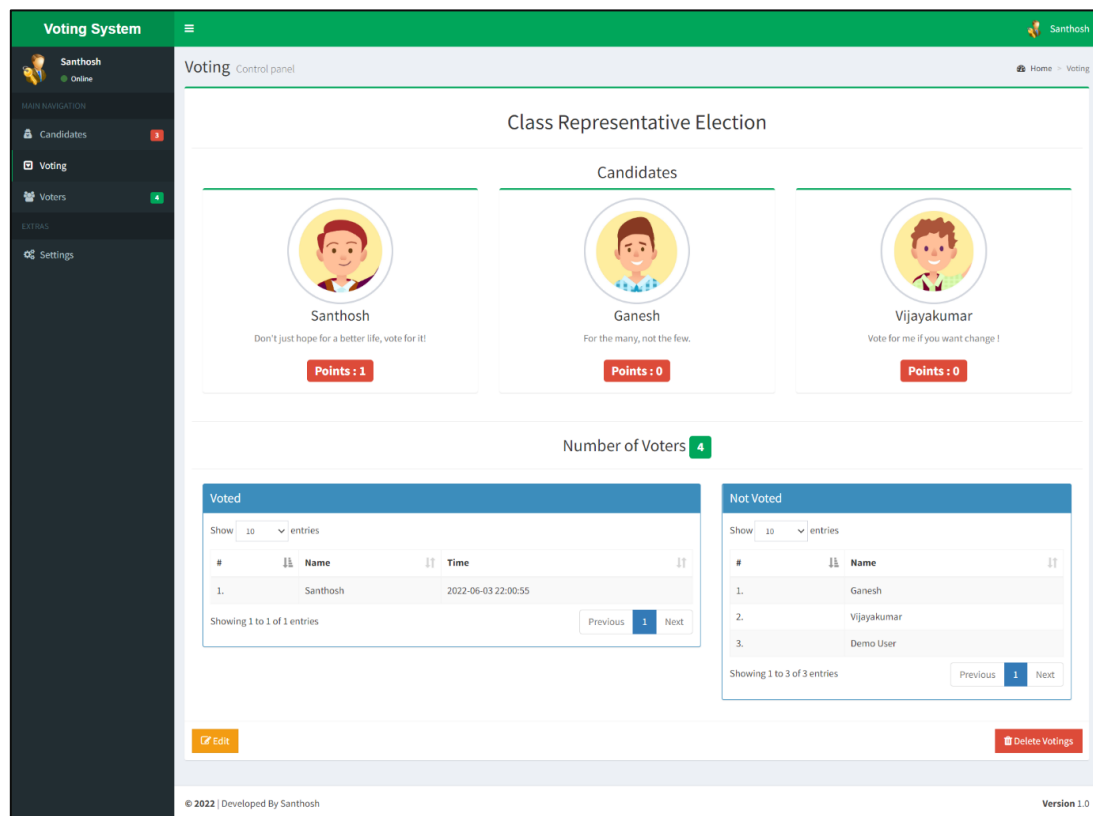 Voting System
Santhosh
Santhosh
Online
MAIN NAVIGATION
Candidates 3
Voting
Voters 4
EXTRAS
Settings
Voting Control panel
Home > Voting
Class Representative Election
Candidates
Santhosh
Don't just hope for a better life, vote for it!
Points : 1
Ganesh
For the many, not the few.
Points : 0
Vijayakumar
Vote for me if you want change !
Points : 0
Number of Voters 4
Voted
Show 10 entries
# Name Time
1. Santhosh 2022-06-03 22:00:55
Showing 1 to 1 of 1 entries
Previous 1 Next
Not Voted
Show 10 entries
# Name
1. Ganesh
2. Vijayakumar
3. Demo User
Showing 1 to 3 of 3 entries
Previous 1 Next
Edit
Delete Votings
© 2022 | Developed By Santhosh
Version 1.0